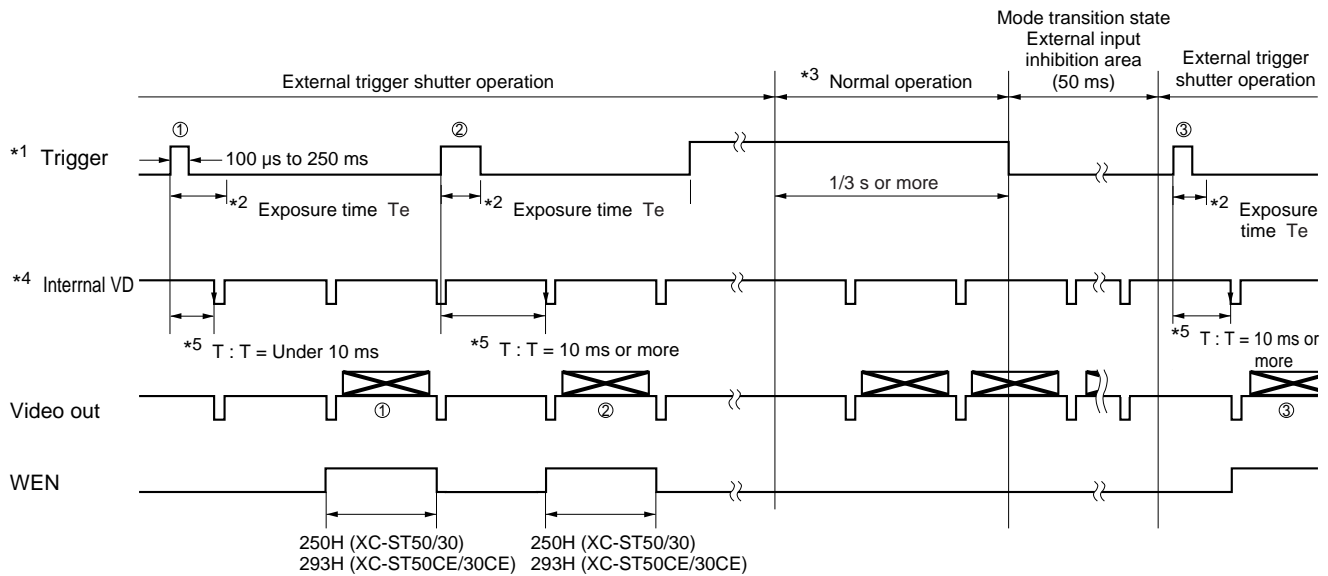 Mode transition state
External input
inhibition area
(50 ms)
External trigger shutter operation
*3 Normal operation
External trigger
shutter operation
①
②
③
*1 Trigger
100 µs to 250 ms
1/3 s or more
*2 Exposure time Te
*2 Exposure time Te
*2 Exposure
time Te
*4 Interrnal VD
*5 T : T = Under 10 ms
*5 T : T = 10 ms or more
*5 T : T = 10 ms or
more
Video out
①
②
③
WEN
250H (XC-ST50/30)
293H (XC-ST50CE/30CE)
250H (XC-ST50/30)
293H (XC-ST50CE/30CE)